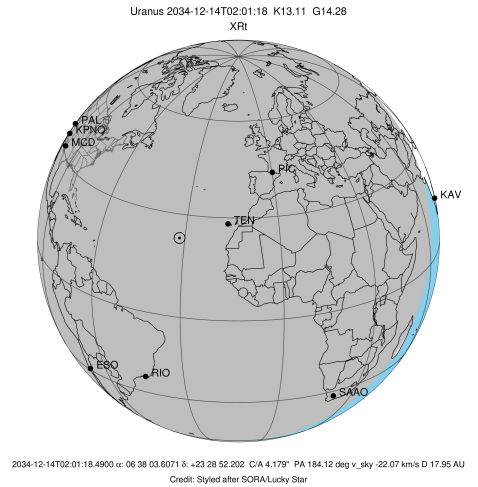 Uranus 2034-12-14T02:01:18 K13.11 G14.28
XRt
PAL
KPNO
MCD
PIC
KAV
TEN
ESO
RIO
SAAO
2034-12-14T02:01:18.4900 α: 06 38 03.6071 δ: +23 28 52.202 C/A 4.179" PA 184.12 deg v_sky -22.07 km/s D 17.95 AU
Credit: Styled after SORA/Lucky Star